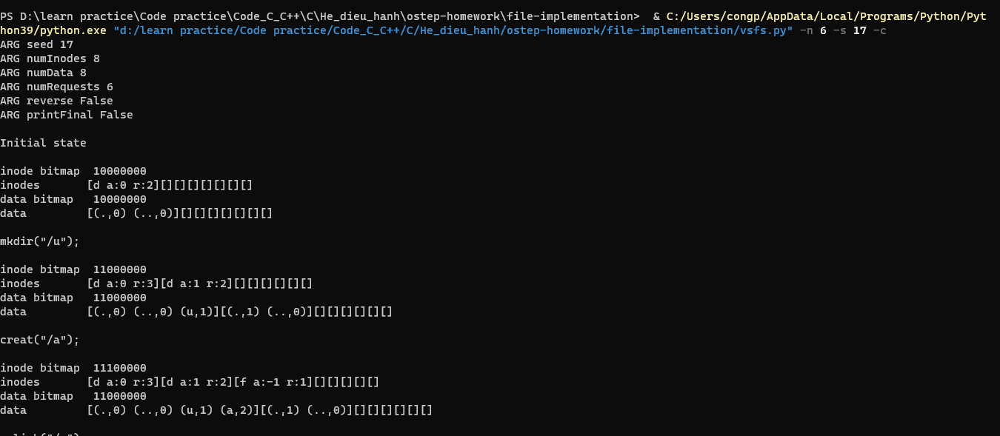 PS D:\learn practice\Code practice\Code_C_C++\C\He_dieu_hanh\ostep-homework\file-implementation>  & C:/Users/congp/AppData/Local/Programs/Python/Pyt
hon39/python.exe "d:/learn practice/Code practice/Code_C_C++/C/He_dieu_hanh/ostep-homework/file-implementation/vsfs.py" -n 6 -s 17 -c
ARG seed 17
ARG numInodes 8
ARG numData 8
ARG numRequests 6
ARG reverse False
ARG printFinal False
Initial state
inode bitmap  10000000
inodes       [d a:0 r:2][][][][][][][]
data bitmap   10000000
data         [(.,0) (..,0)][][][][][][][]
mkdir("/u");
inode bitmap  11000000
inodes       [d a:0 r:3][d a:1 r:2][][][][][][]
data bitmap   11000000
data         [(.,0) (..,0) (u,1)][(.,1) (..,0)][][][][][][]
creat("/a");
inode bitmap  11100000
inodes       [d a:0 r:3][d a:1 r:2][f a:-1 r:1][][][][][]
data bitmap   11000000
data         [(.,0) (..,0) (u,1) (a,2)][(.,1) (..,0)][][][][][][]